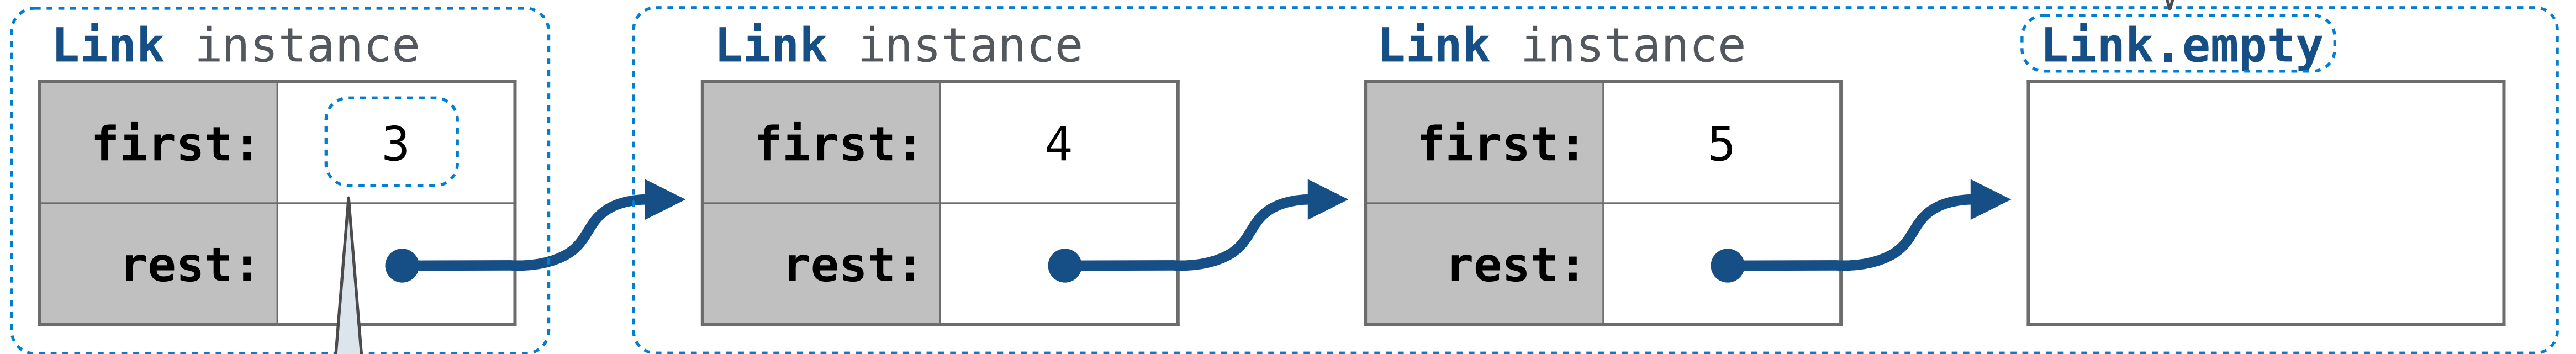 Link instance
first: 3
rest:
Link instance
first: 4
rest:
Link instance
first: 5
rest:
Link.empty